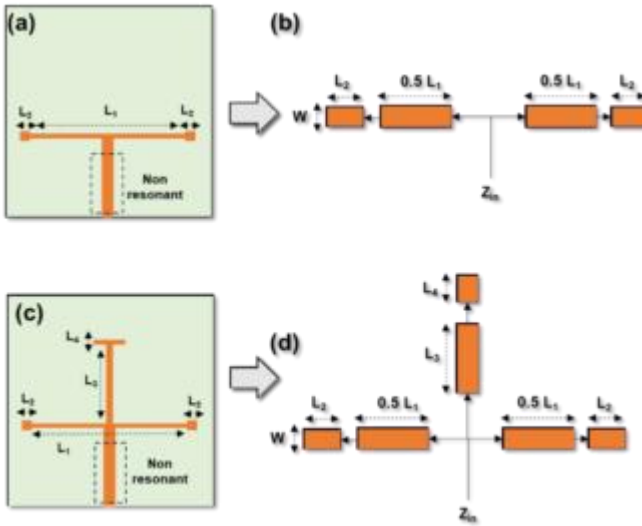 (a)
L₂
L₁
L₂
Non
resonant
(b)
L₂
0.5 L₁
0.5 L₁
L₂
W
Zᵢₙ
(c)
L₄
L₃
L₂
L₂
L₁
Non
resonant
(d)
L₄
L₃
L₂
0.5 L₁
0.5 L₁
L₂
W
Zᵢₙ